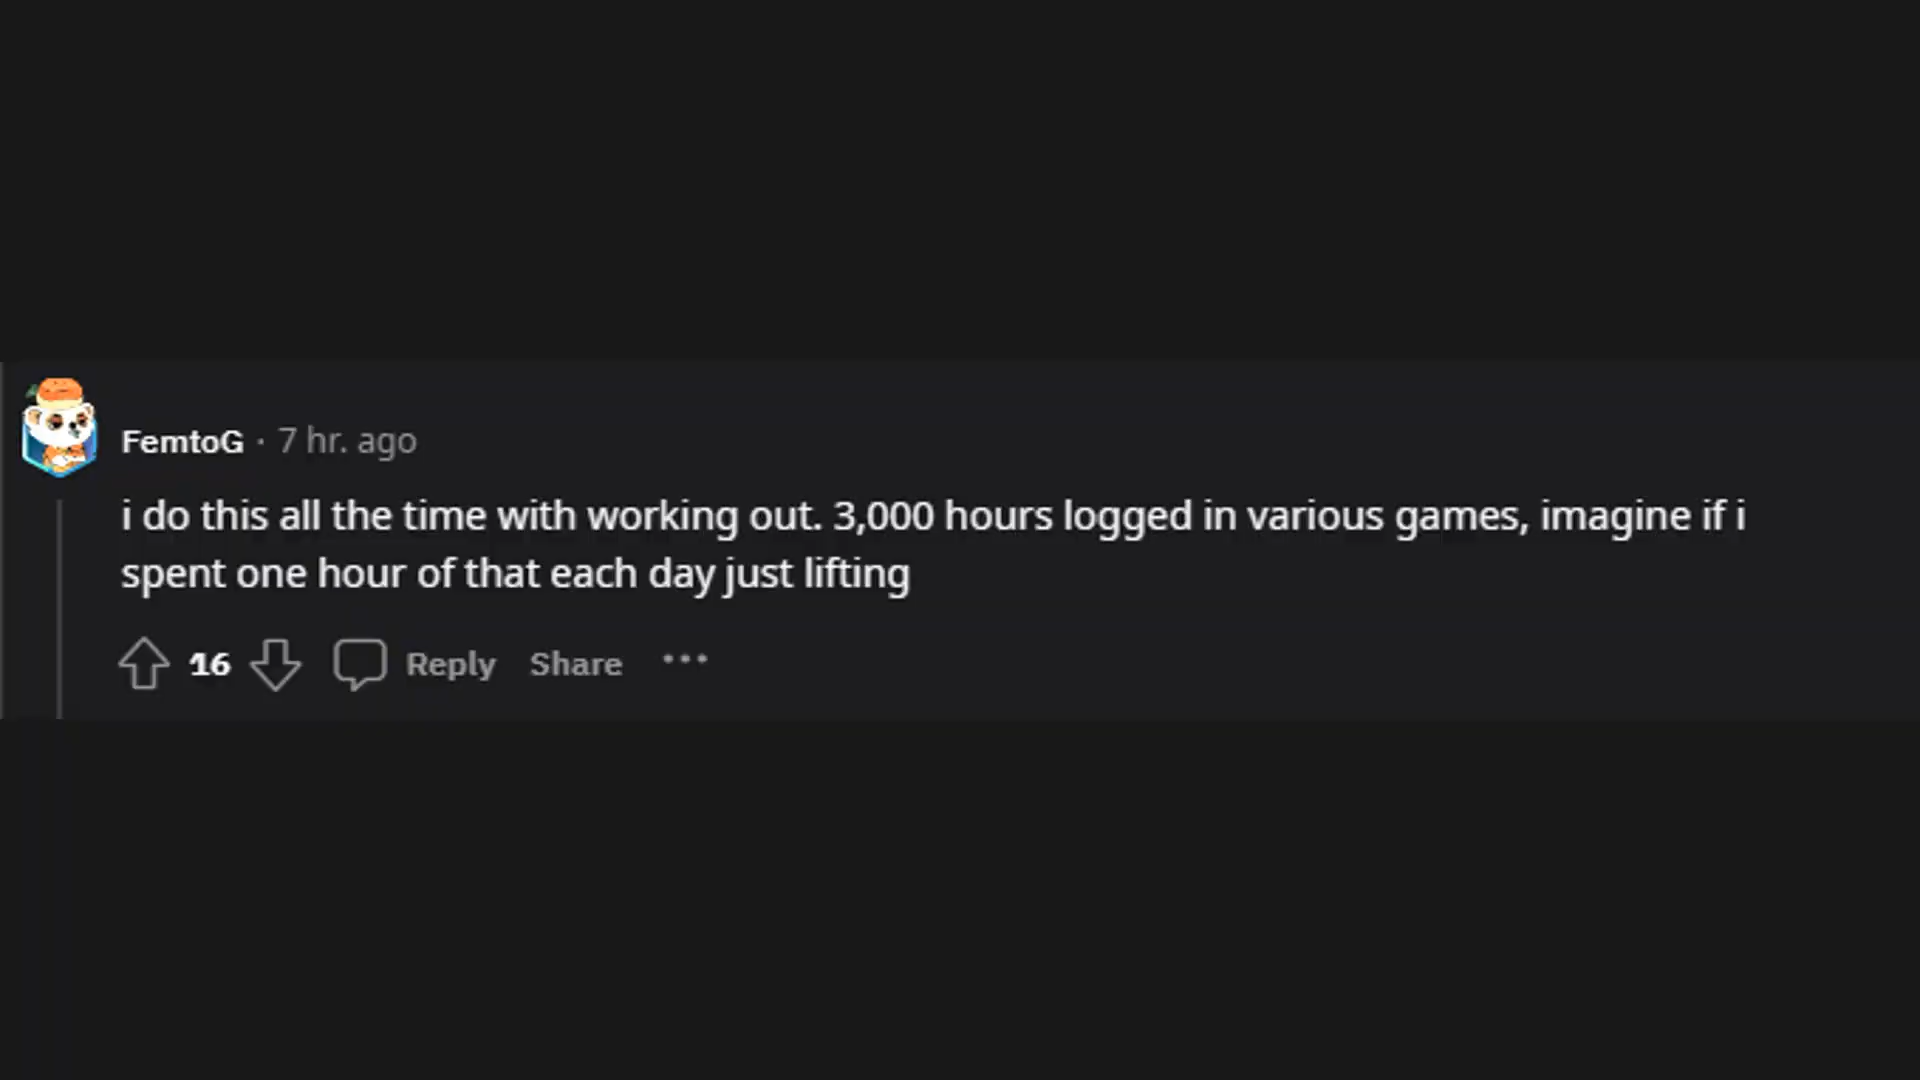 FemtoG · 7 hr. ago
i do this all the time with working out. 3,000 hours logged in various games, imagine if i
spent one hour of that each day just lifting
16 Reply Share ···